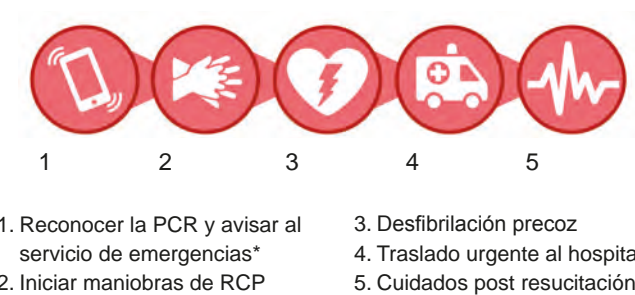 1 2 3 4 5
1. Reconocer la PCR y avisar al
servicio de emergencias*
2. Iniciar maniobras de RCP
3. Desfibrilación precoz
4. Traslado urgente al hospita
5. Cuidados post resucitación